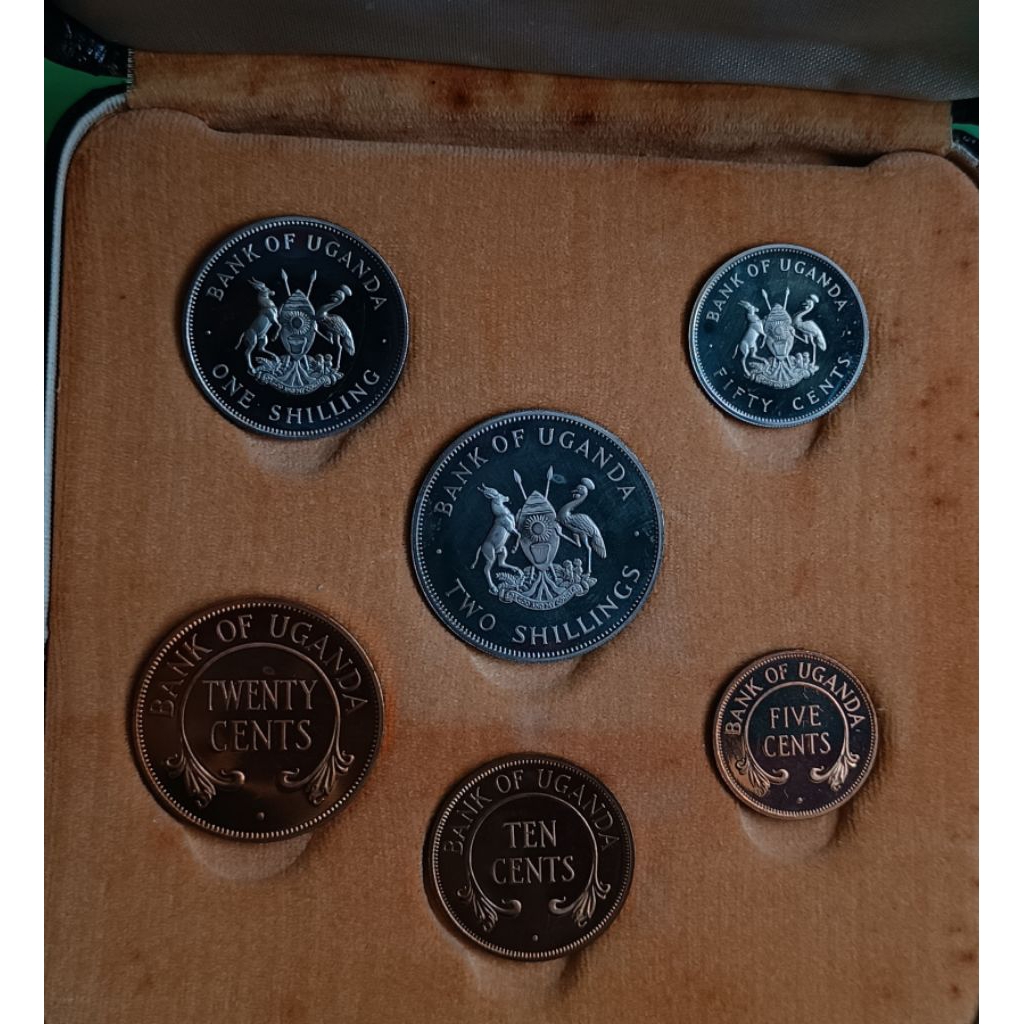 BANK OF UGANDA
ONE SHILLING
BANK OF UGANDA
FIFTY CENTS
BANK OF UGANDA
TWO SHILLINGS
BANK OF UGANDA
TWENTY
CENTS
BANK OF UGANDA
FIVE
CENTS
BANK OF UGANDA
TEN
CENTS